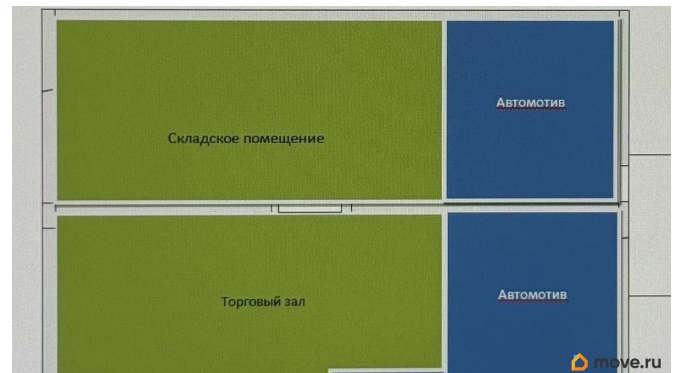 Автомотив
Складское помещение
Автомотив
Торговый зал
move.ru